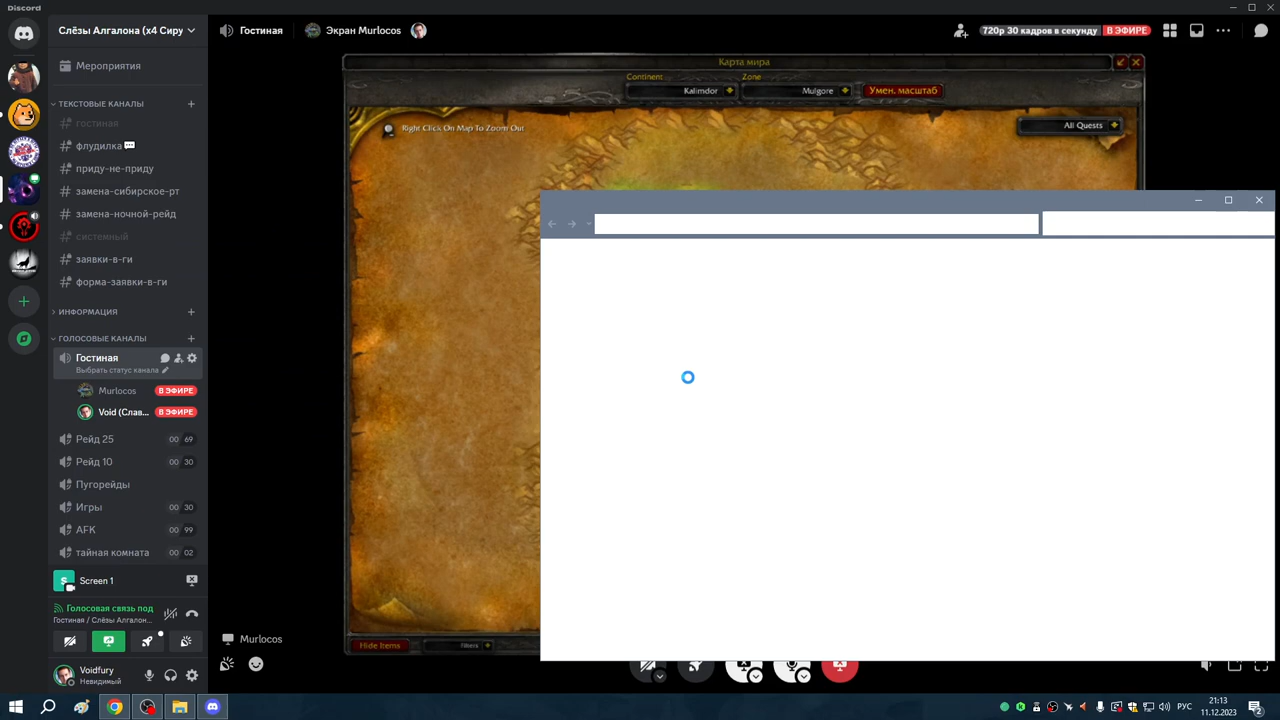 Discord
Слёзы Алгалона (x4 Сиру
Гостиная
Экран Murlocos
720p 30 кадров в секунду
В ЭФИРЕ
Мероприятия
ТЕКСТОВЫЕ КАНАЛЫ
гостиная
флудилка
приду-не-приду
замена-сибирское-рт
замена-ночной-рейд
системный
заявки-в-ги
форма-заявки-в-ги
ИНФОРМАЦИЯ
ГОЛОСОВЫЕ КАНАЛЫ
Гостиная
Выбрать статус канала
Murlocos В ЭФИРЕ
Void (Слав... В ЭФИРЕ
Рейд 25 00 69
Рейд 10 00 30
Пугорейды
Игры 00 30
AFK 00 99
тайная комната 00 02
Screen 1
Голосовая связь под
Гостиная / Слёзы Алгалон...
Voidfury
Невидимый
Карта мира
Continent
Zone
Kalimdor
Mulgore
Умен. масштаб
Right Click On Map To Zoom Out
All Quests
Hide Items
Filters
Murlocos
РУС
21:13
11.12.2023
2